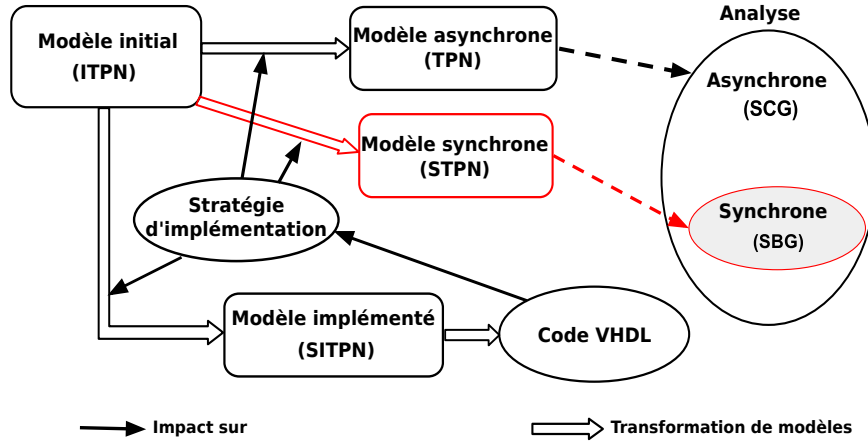 Analyse
Modèle initial
(ITPN)
Modèle asynchrone
(TPN)
Asynchrone
(SCG)
Modèle synchrone
(STPN)
Stratégie
d'implémentation
Synchrone
(SBG)
Modèle implémenté
(SITPN)
Code VHDL
Impact sur
Transformation de modèles